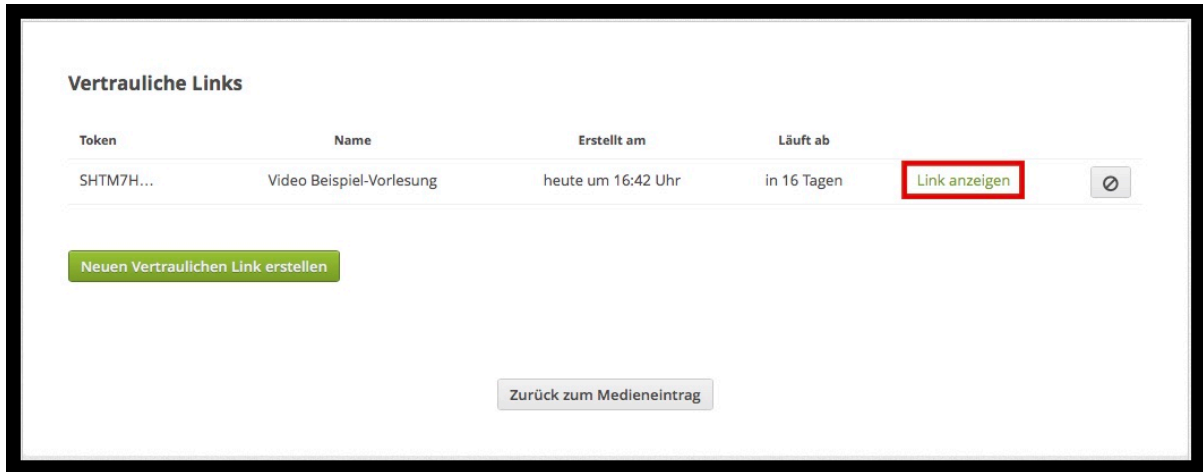 Vertrauliche Links
Token Name Erstellt am Läuft ab
SHTM7H... Video Beispiel-Vorlesung heute um 16:42 Uhr in 16 Tagen Link anzeigen
Neuen Vertraulichen Link erstellen
Zurück zum Medieneintrag